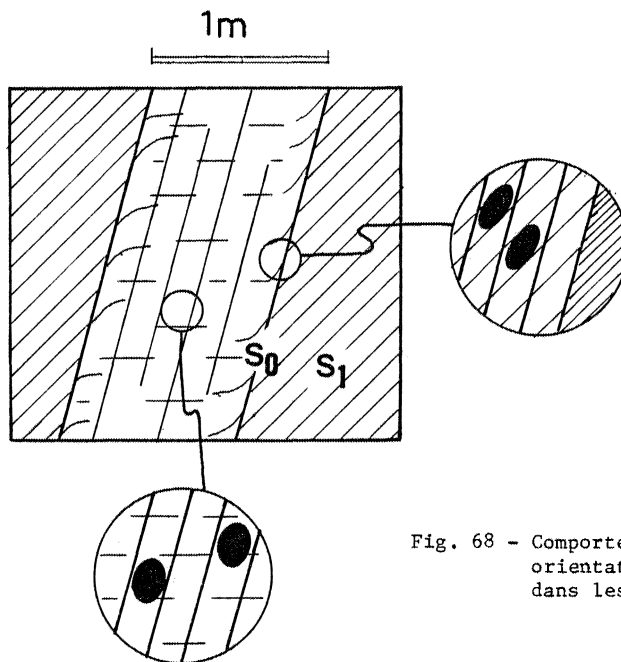 1m
S0 S1
Fig. 68 - Comporte
orientat
dans les